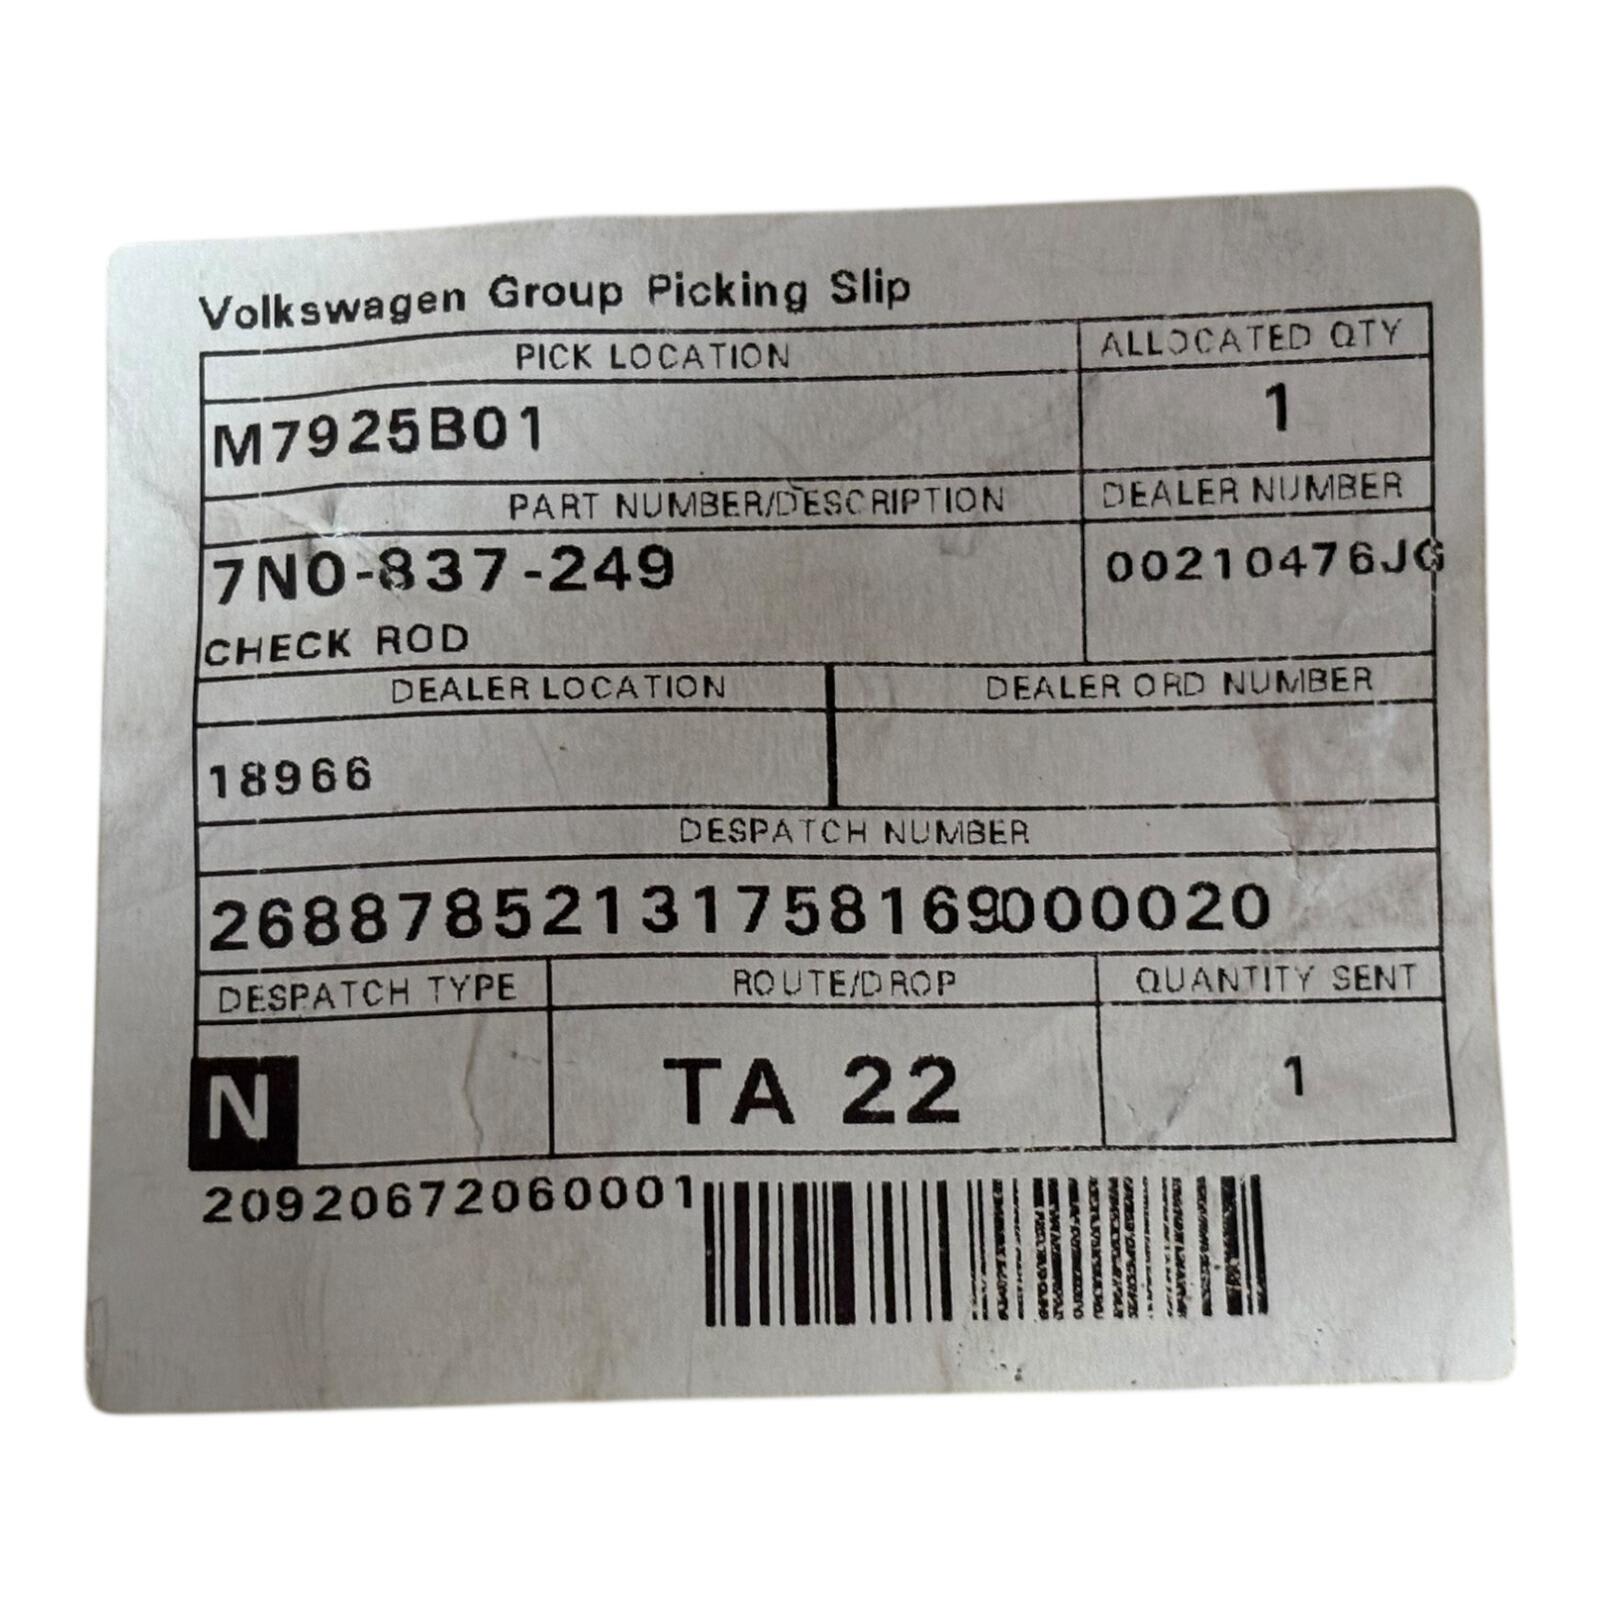 Volkswagen Group Picking Slip
PICK LOCATION
ALLOCATED QTY
M7925B01
1
PART NUMBER/DESCRIPTION
DEALER NUMBER
7N0-837-249
00210476JG
CHECK ROD
DEALER LOCATION
DEALER ORD NUMBER
18966
DESPATCH NUMBER
26887852131758169000020
DESPATCH TYPE
ROUTE/DROP
QUANTITY SENT
N
TA 22
1
20920672060001